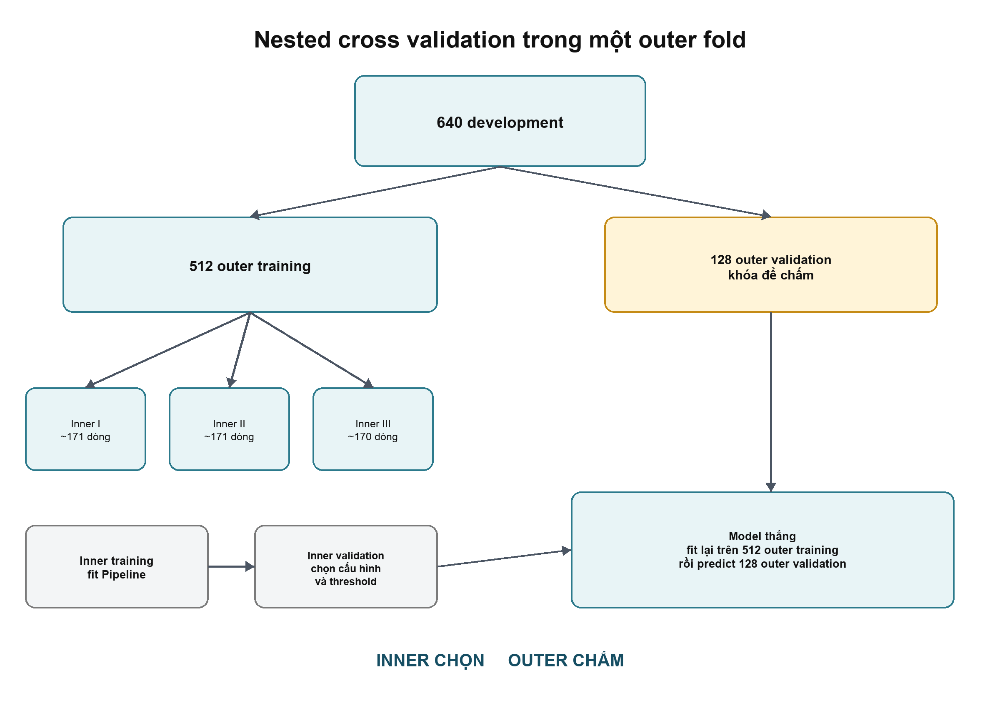 Nested cross validation trong một outer fold
640 development
512 outer training
128 outer validation
khóa để chấm
Inner I
~171 dòng
Inner II
~171 dòng
Inner III
~170 dòng
Inner training
fit Pipeline
Inner validation
chọn cấu hình
và threshold
Model thắng
fit lại trên 512 outer training
rồi predict 128 outer validation
INNER CHỌN OUTER CHẤM